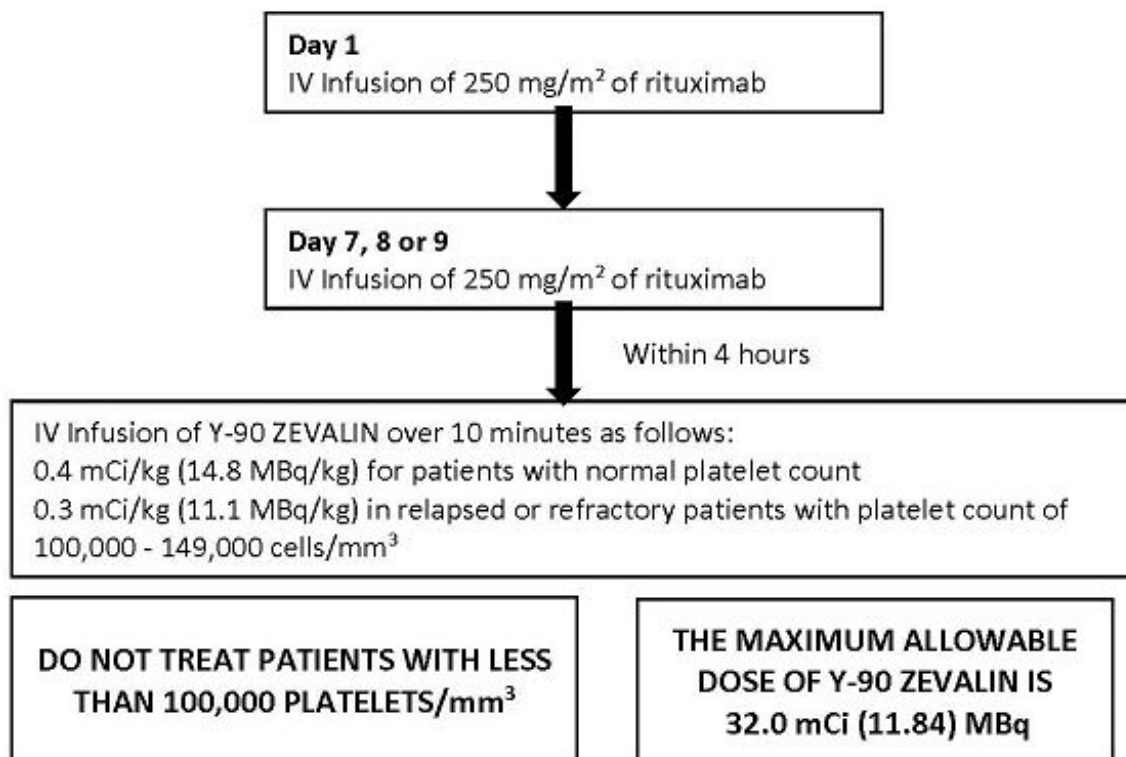 Day 1
IV Infusion of 250 mg/m² of rituximab
Day 7, 8 or 9
IV Infusion of 250 mg/m² of rituximab
Within 4 hours
IV Infusion of Y-90 ZEVALIN over 10 minutes as follows:
0.4 mCi/kg (14.8 MBq/kg) for patients with normal platelet count
0.3 mCi/kg (11.1 MBq/kg) in relapsed or refractory patients with platelet count of
100,000 - 149,000 cells/mm³
DO NOT TREAT PATIENTS WITH LESS
THAN 100,000 PLATELETS/mm³
THE MAXIMUM ALLOWABLE
DOSE OF Y-90 ZEVALIN IS
32.0 mCi (11.84) MBq